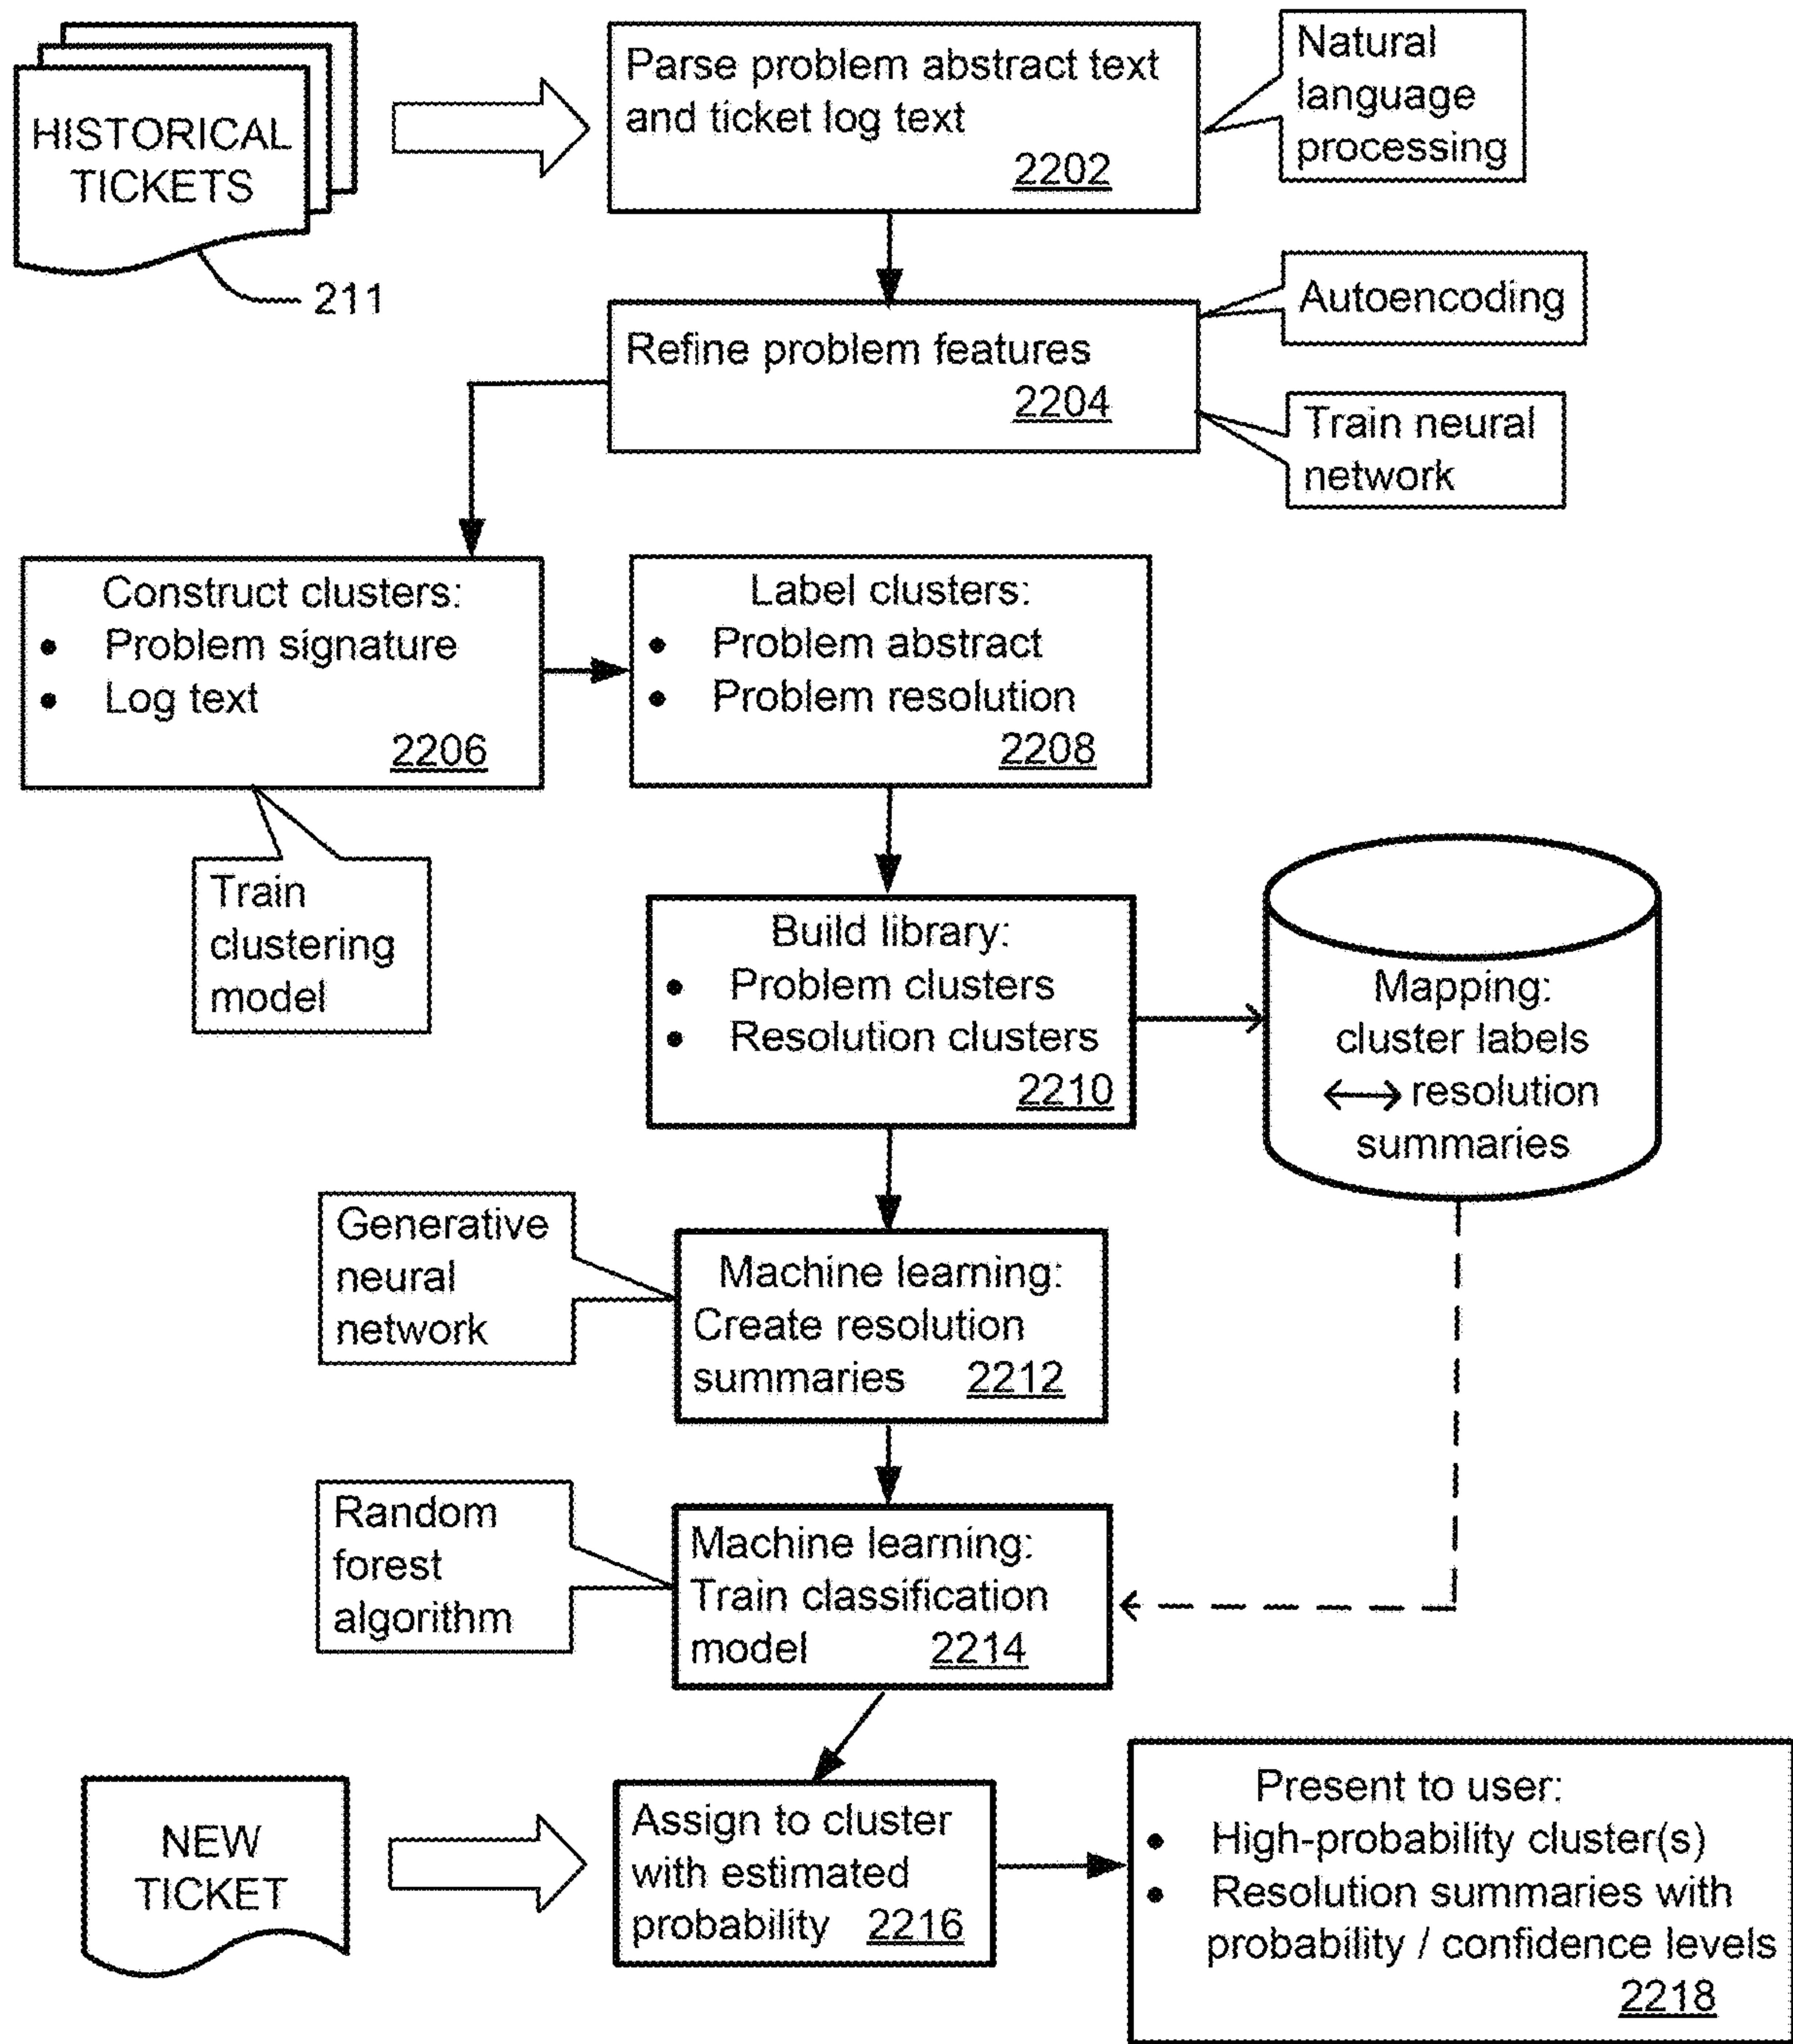 HISTORICAL
TICKETS
211
Parse problem abstract text
and ticket log text
2202
Natural
language
processing
Refine problem features
2204
Autoencoding
Train neural
network
Construct clusters:
• Problem signature
• Log text
2206
Label clusters:
• Problem abstract
• Problem resolution
2208
Train
clustering
model
Build library:
• Problem clusters
• Resolution clusters
2210
Mapping:
cluster labels
↔ resolution
summaries
Generative
neural
network
Machine learning:
Create resolution
summaries 2212
Random
forest
algorithm
Machine learning:
Train classification
model 2214
NEW
TICKET
Assign to cluster
with estimated
probability 2216
Present to user:
• High-probability cluster(s)
• Resolution summaries with
probability / confidence levels
2218